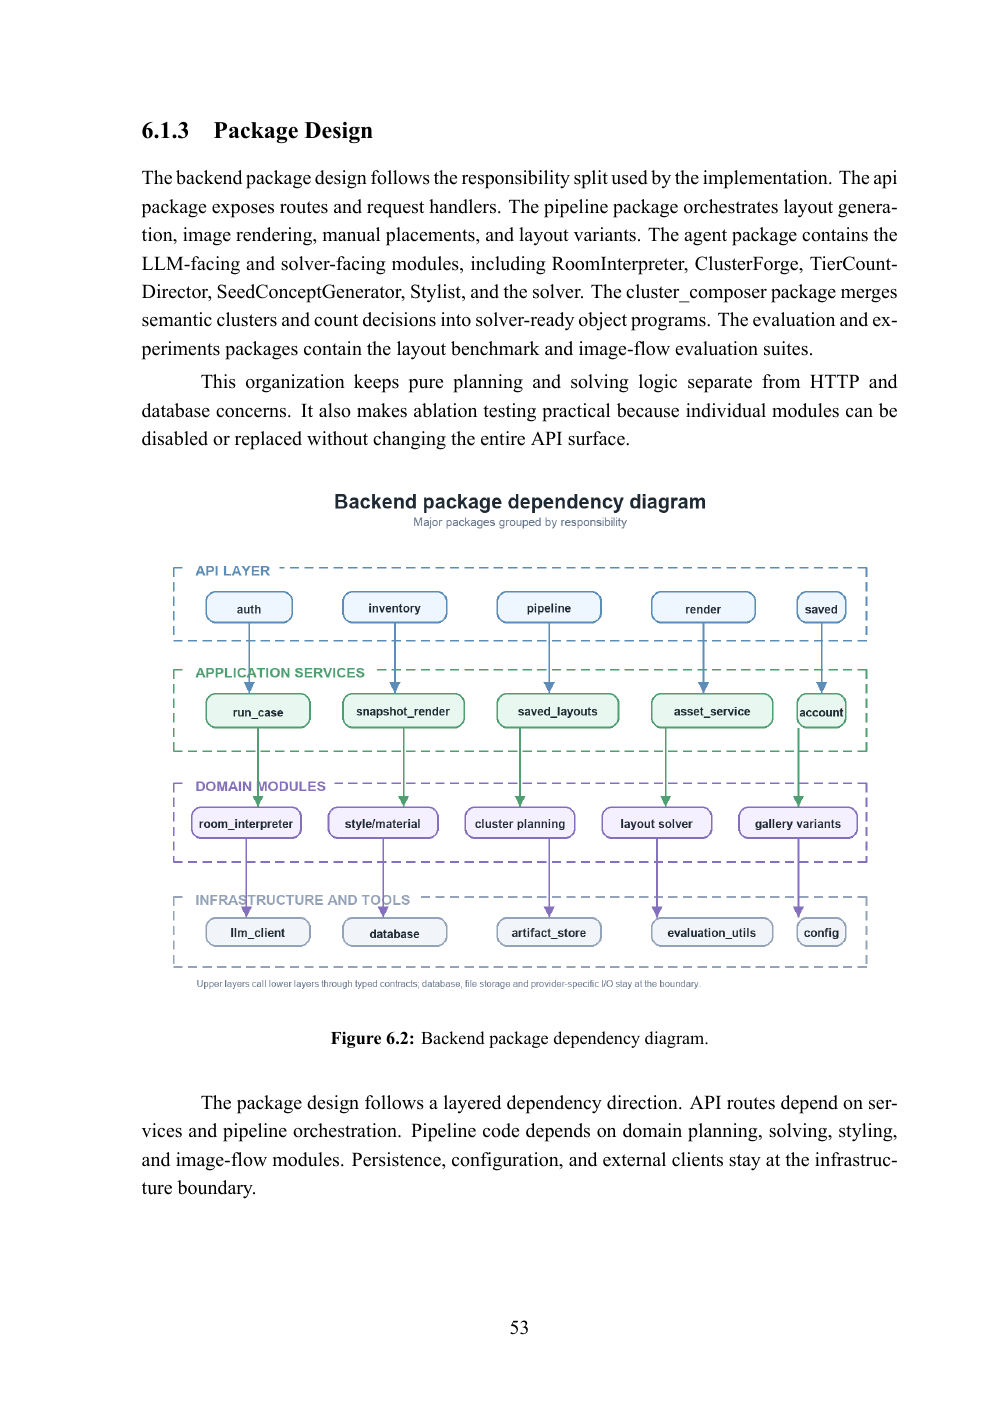 6.1.3 Package Design
The backend package design follows the responsibility split used by the implementation. The api
package exposes routes and request handlers. The pipeline package orchestrates layout genera-
tion, image rendering, manual placements, and layout variants. The agent package contains the
LLM-facing and solver-facing modules, including RoomInterpreter, ClusterForge, TierCount-
Director, SeedConceptGenerator, Stylist, and the solver. The cluster_composer package merges
semantic clusters and count decisions into solver-ready object programs. The evaluation and ex-
periments packages contain the layout benchmark and image-flow evaluation suites.
This organization keeps pure planning and solving logic separate from HTTP and
database concerns. It also makes ablation testing practical because individual modules can be
disabled or replaced without changing the entire API surface.
Backend package dependency diagram
Major packages grouped by responsibility
API LAYER
auth inventory pipeline render saved
APPLICATION SERVICES
run_case snapshot_render saved_layouts asset_service account
DOMAIN MODULES
room_interpreter style/material cluster planning layout solver gallery variants
INFRASTRUCTURE AND TOOLS
llm_client database artifact_store evaluation_utils config
Upper layers call lower layers through typed contracts; database, file storage and provider-specific I/O stay at the boundary.
Figure 6.2: Backend package dependency diagram.
The package design follows a layered dependency direction. API routes depend on ser-
vices and pipeline orchestration. Pipeline code depends on domain planning, solving, styling,
and image-flow modules. Persistence, configuration, and external clients stay at the infrastruc-
ture boundary.
53